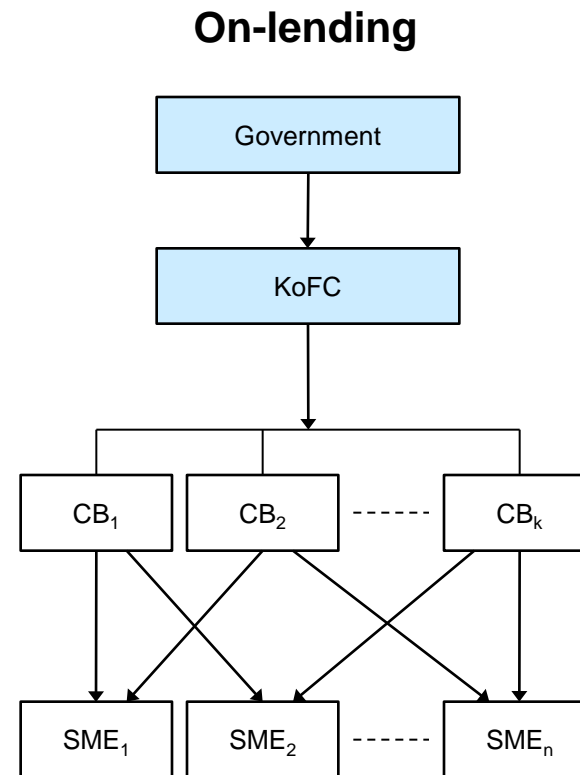 On-lending
Government
KoFC
CB₁ CB₂ CBₖ
SME₁ SME₂ SMEₙ